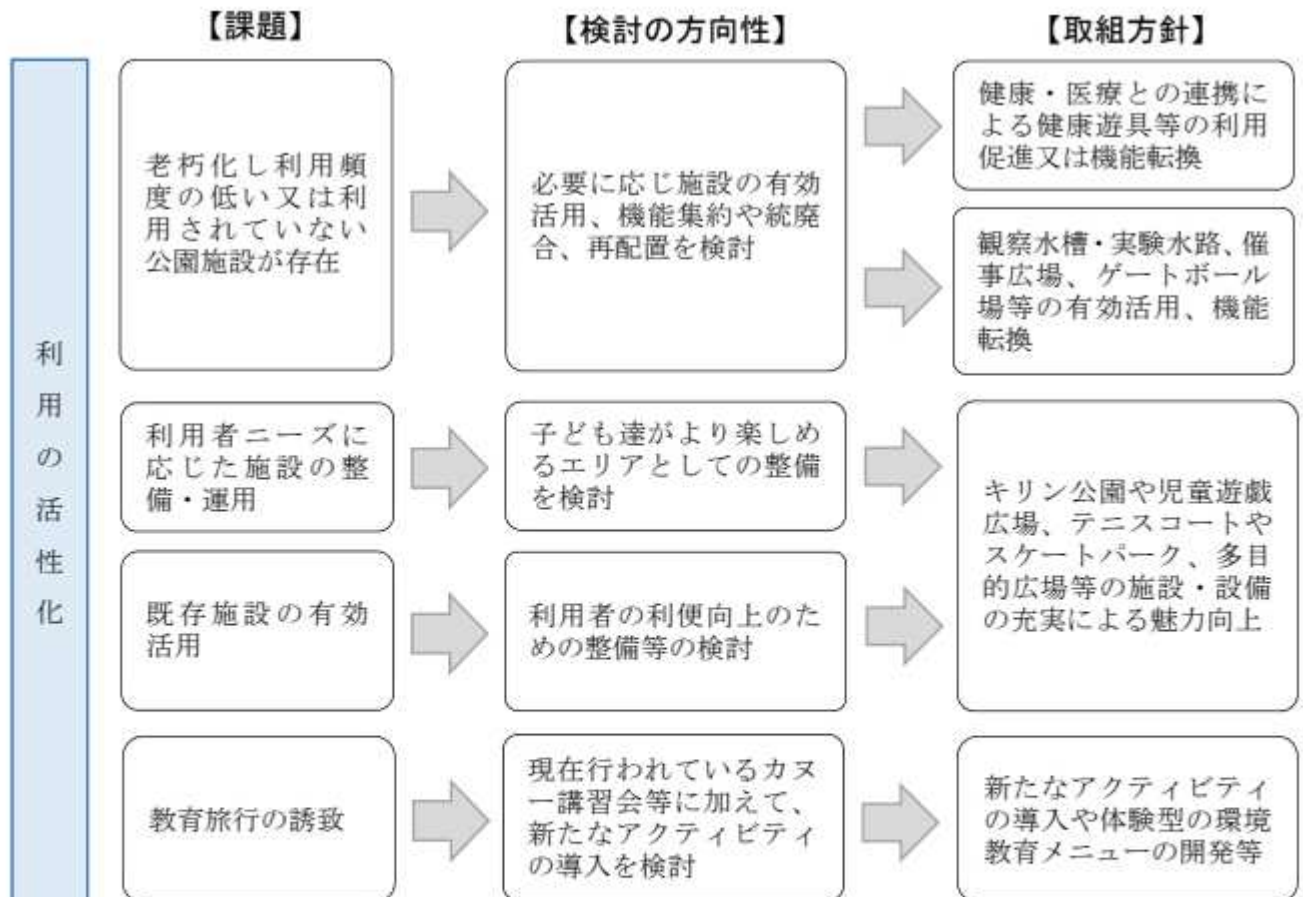 【課題】
【検討の方向性】
【取組方針】
利用の活性化
老朽化し利用頻
度の低い又は利
用されていない
公園施設が存在
必要に応じ施設の有効
活用、機能集約や統廃
合、再配置を検討
健康・医療との連携に
よる健康遊具等の利用
促進又は機能転換
観察水槽・実験水路、催
事広場、ゲートボール
場等の有効活用、機能
転換
利用者ニーズに
応じた施設の整
備・運用
子ども達がより楽しめ
るエリアとしての整備
を検討
キリン公園や児童遊戯
広場、テニスコートや
スケートパーク、多目
的広場等の施設・設備
の充実による魅力向上
既存施設の有効
活用
利用者の利便向上のた
めの整備等の検討
教育旅行の誘致
現在行われているカヌ
ー講習会等に加えて、
新たなアクティビティ
の導入を検討
新たなアクティビティ
の導入や体験型の環境
教育メニューの開発等